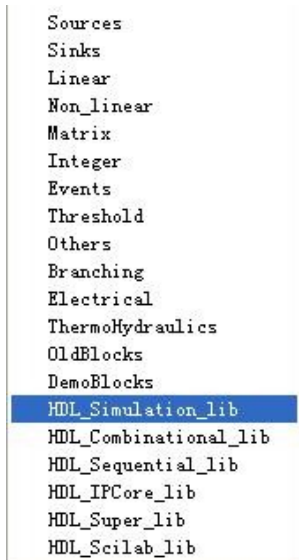 Sources
Sinks
Linear
Non_linear
Matrix
Integer
Events
Threshold
Others
Branching
Electrical
ThermoHydraulics
OldBlocks
DemoBlocks
HDL_Simulation_lib
HDL_Combinational_lib
HDL_Sequential_lib
HDL_IPCore_lib
HDL_Super_lib
HDL_Scilab_lib